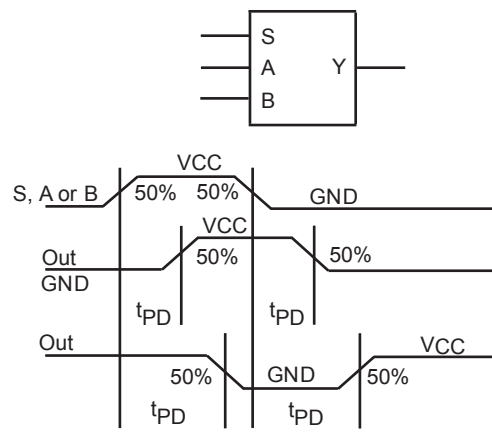 S
A Y
B
VCC
S, A or B 50% 50% GND
VCC
Out 50% 50%
GND
tPD tPD
Out VCC
50% GND 50%
tPD tPD